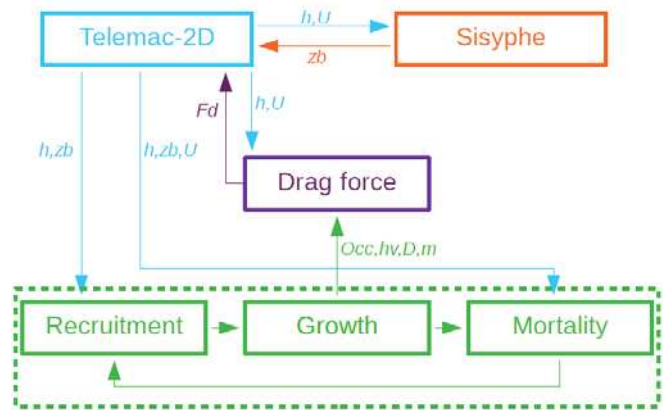 Telemac-2D
h,U
Sisyphe
zb
Fd
h,U
h,zb
h,zb,U
Drag force
Occ,hv,D,m
Recruitment
Growth
Mortality